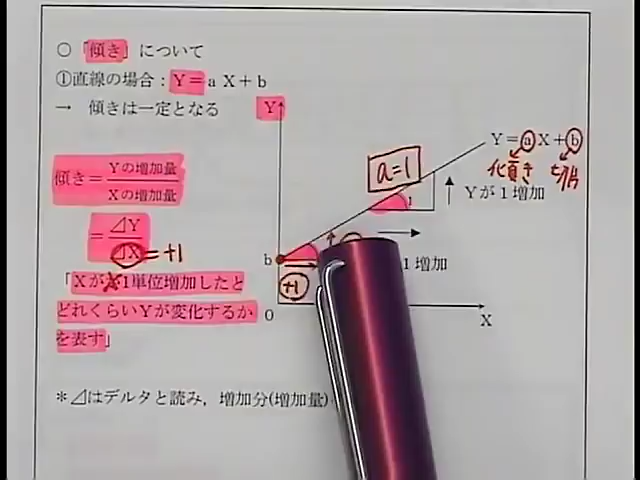 ○「傾き」について
①直線の場合：Y＝a X＋b
→ 傾きは一定となる
Y
Y＝a X＋b
傾き 切片
a=1
傾き＝Yの増加量/Xの増加量
1
Yが1増加
＝⊿Y/⊿X =+1
b
1増加
+1
「Xが1単位増加したと
どれくらいYが変化するか
を表す」
0
X
＊⊿はデルタと読み，増加分(増加量)